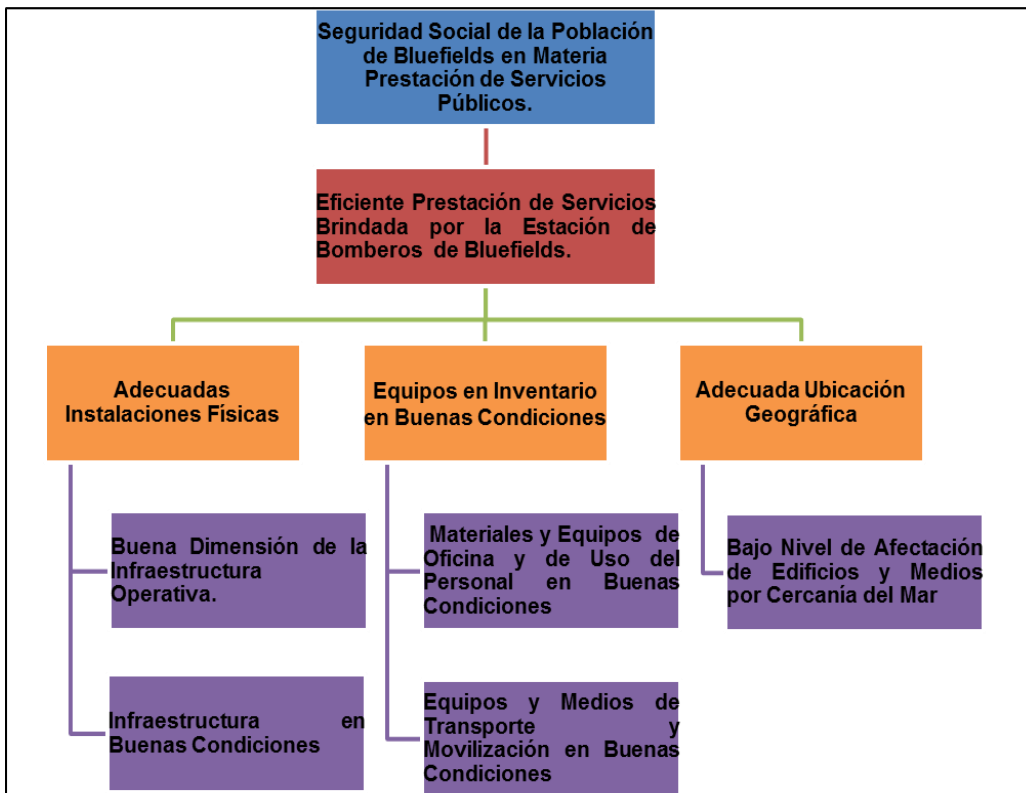 Seguridad Social de la Población
de Bluefields en Materia
Prestación de Servicios
Públicos.
Eficiente Prestación de Servicios
Brindada por la Estación de
Bomberos de Bluefields.
Adecuadas
Instalaciones Físicas
Equipos en Inventario
en Buenas Condiciones
Adecuada Ubicación
Geográfica
Buena Dimensión de la
Infraestructura
Operativa.
Materiales y Equipos de
Oficina y de Uso del
Personal en Buenas
Condiciones
Bajo Nivel de Afectación
de Edificios y Medios
por Cercanía del Mar
Infraestructura en
Buenas Condiciones
Equipos y Medios de
Transporte y
Movilización en Buenas
Condiciones